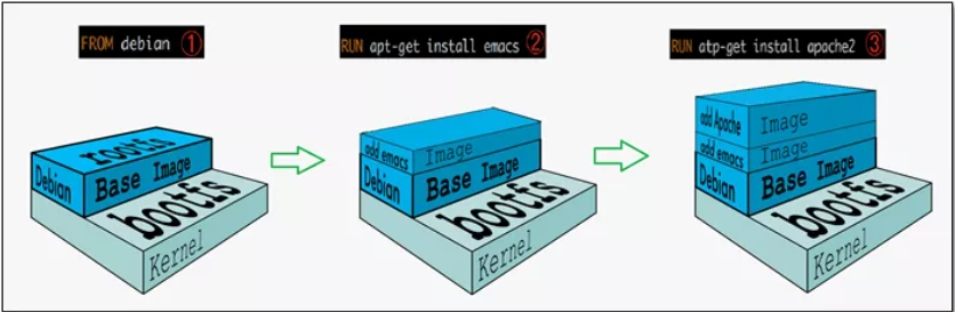 FROM debian ①
RUN apt-get install emacs ②
RUN atp-get install apache2 ③
rootfs
Debian Base Image
bootfs
Kernel
add emacs Image
Debian Base Image
bootfs
Kernel
add Apache Image
add emacs Image
Debian Base Image
bootfs
Kernel